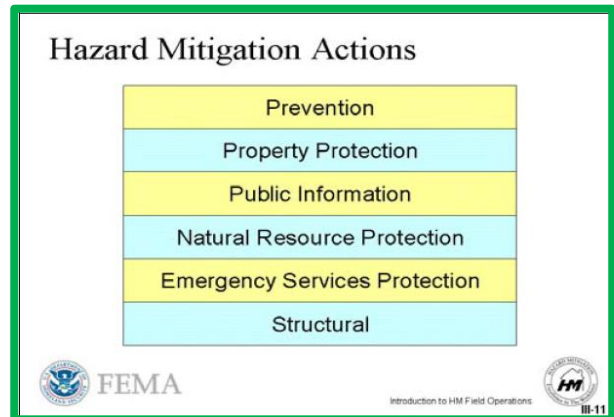 Hazard Mitigation Actions
Prevention
Property Protection
Public Information
Natural Resource Protection
Emergency Services Protection
Structural
FEMA
Introduction to HM Field Operations
HM
III-11